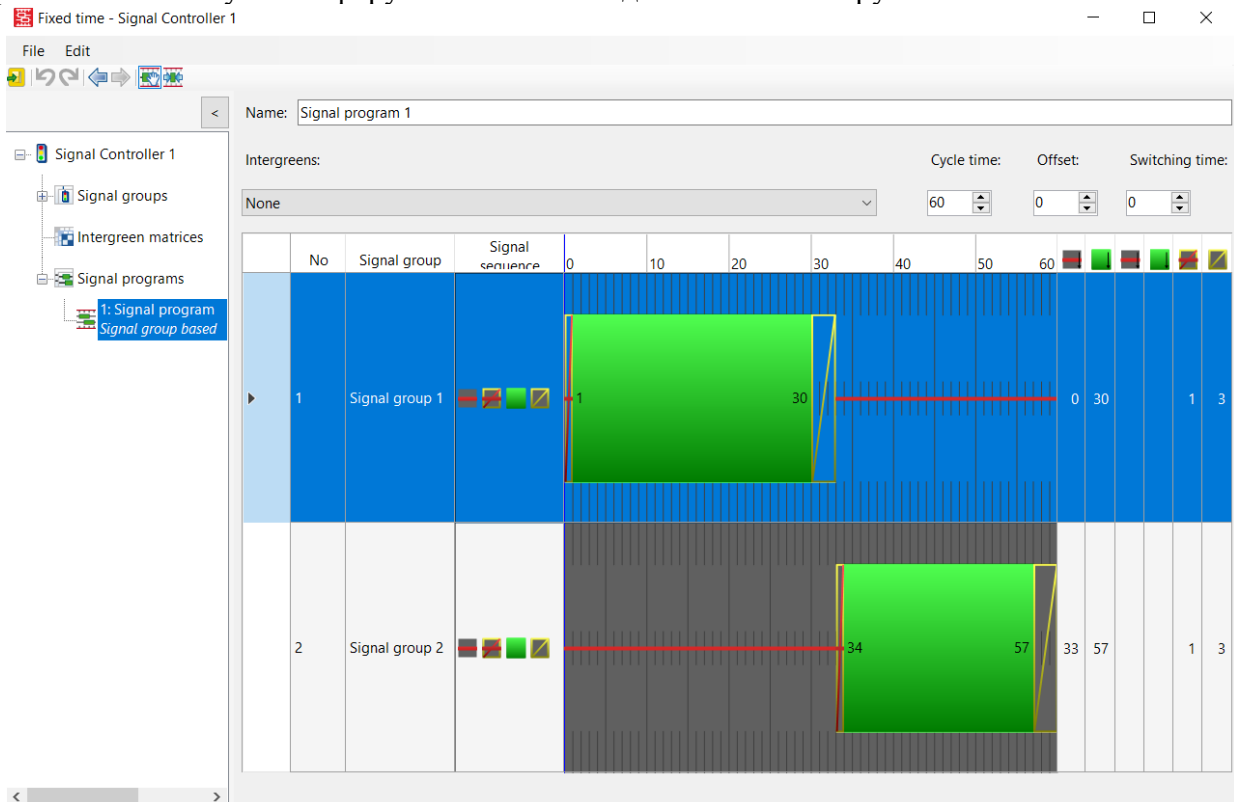 Fixed time - Signal Controller 1
File Edit
<
Name: Signal program 1
Signal Controller 1
Intergreens:
Cycle time: Offset: Switching time:
Signal groups
None
60 0 0
Intergreen matrices
No Signal group Signal sequence 0 10 20 30 40 50 60
Signal programs
1: Signal program
Signal group based
1 Signal group 1 1 30 0 30 1 3
2 Signal group 2 34 57 33 57 1 3